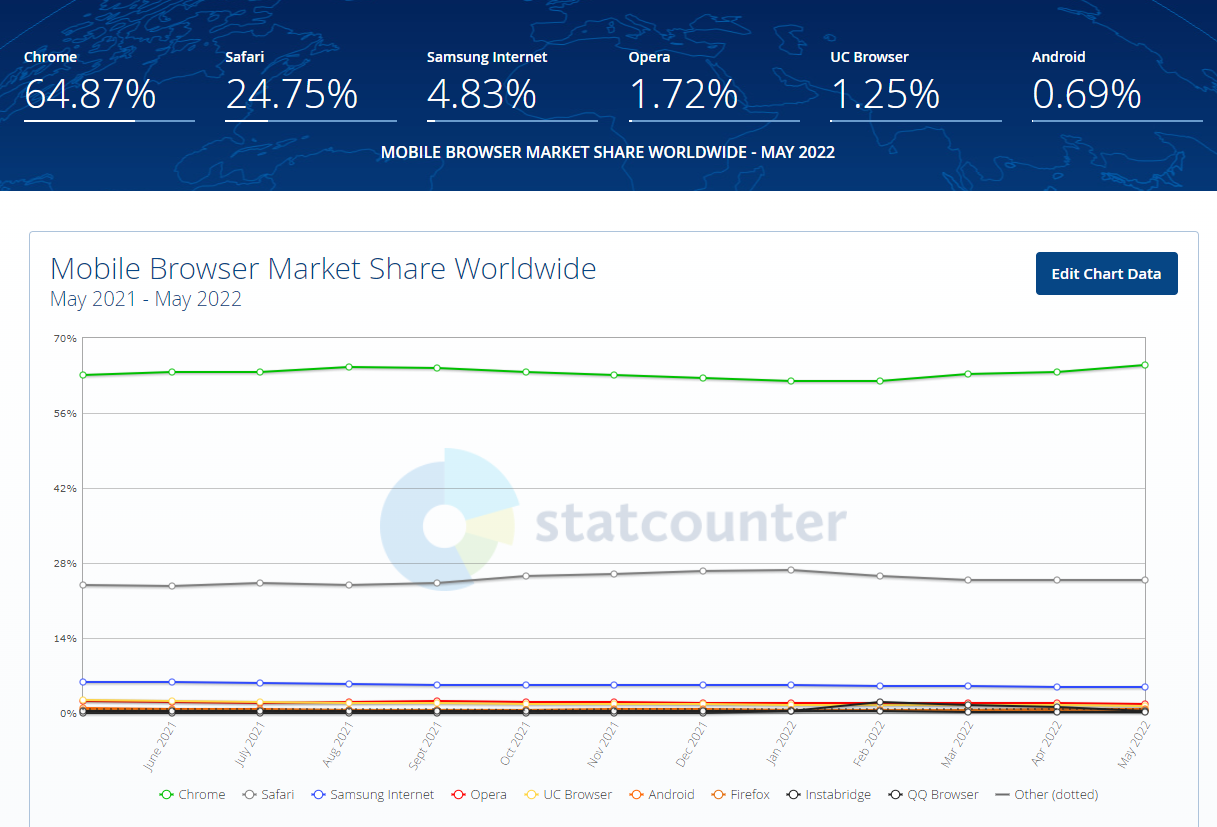 Chrome Safari Samsung Internet Opera UC Browser Android
64.87% 24.75% 4.83% 1.72% 1.25% 0.69%
MOBILE BROWSER MARKET SHARE WORLDWIDE - MAY 2022
Mobile Browser Market Share Worldwide
May 2021 - May 2022
Edit Chart Data
70%
56%
42%
statcounter
28%
14%
0%
June 2021 July 2021 Aug 2021 Sept 2021 Oct 2021 Nov 2021 Dec 2021 Jan 2022 Feb 2022 Mar 2022 Apr 2022 May 2022
Chrome Safari Samsung Internet Opera UC Browser Android Firefox Instabridge QQ Browser Other (dotted)